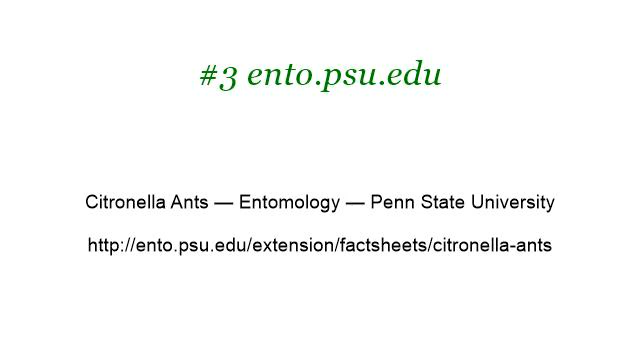 #3 ento.psu.edu
Citronella Ants — Entomology — Penn State University
http://ento.psu.edu/extension/factsheets/citronella-ants